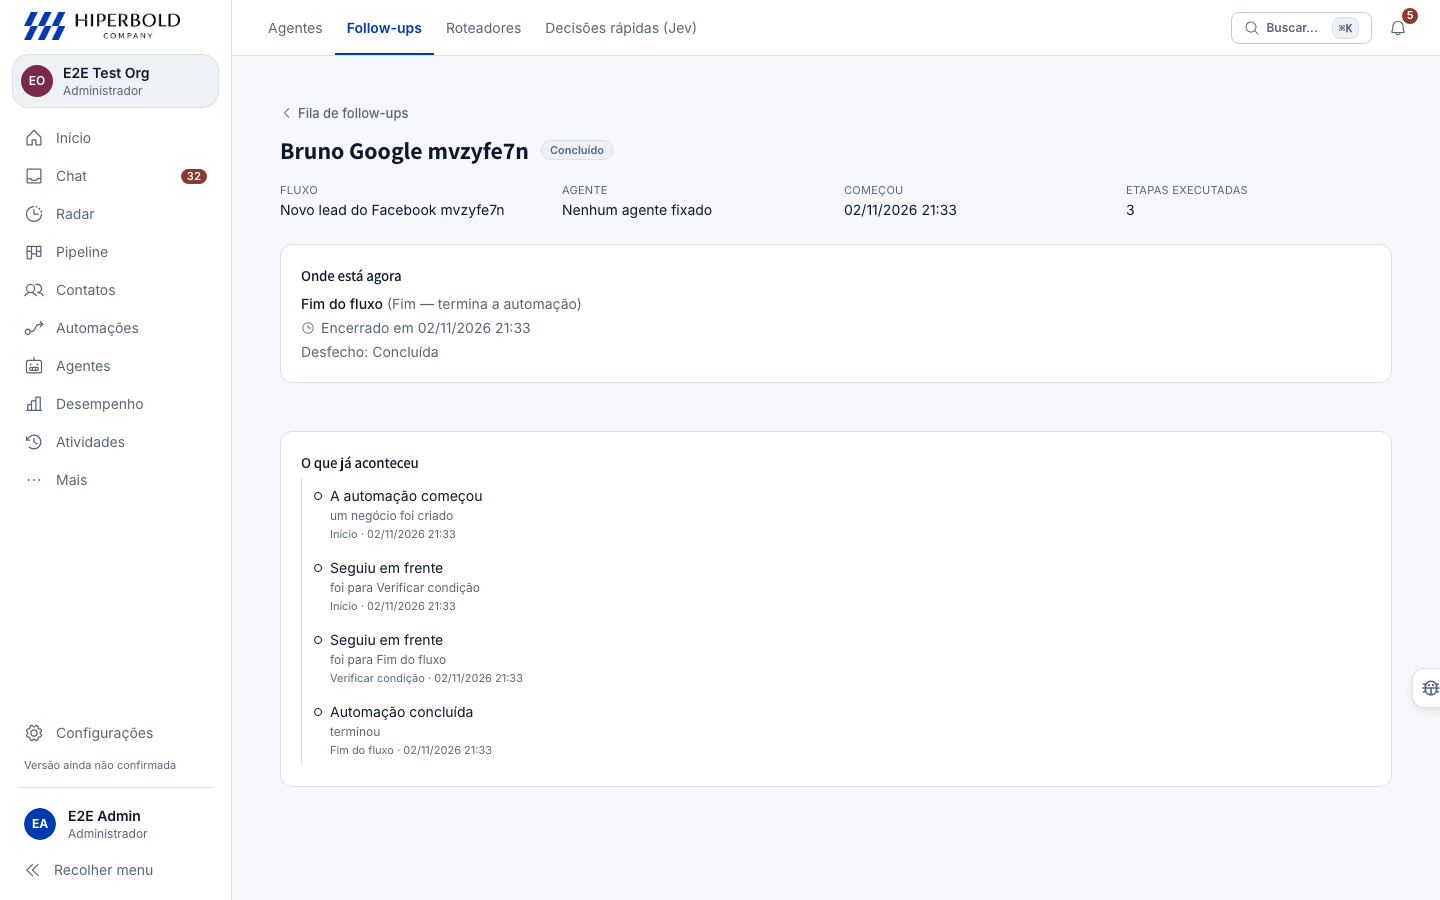 HIPERBOLD
COMPANY
EO
E2E Test Org
Administrador
Início
Chat
32
Radar
Pipeline
Contatos
Automações
Agentes
Desempenho
Atividades
Mais
Configurações
Versão ainda não confirmada
EA
E2E Admin
Administrador
Recolher menu
Agentes
Follow-ups
Roteadores
Decisões rápidas (Jev)
Buscar...
⌘K
5
Fila de follow-ups
Bruno Google mvzyfe7n
Concluído
FLUXO
Novo lead do Facebook mvzyfe7n
AGENTE
Nenhum agente fixado
COMEÇOU
02/11/2026 21:33
ETAPAS EXECUTADAS
3
Onde está agora
Fim do fluxo (Fim — termina a automação)
Encerrado em 02/11/2026 21:33
Desfecho: Concluída
O que já aconteceu
A automação começou
um negócio foi criado
Início · 02/11/2026 21:33
Seguiu em frente
foi para Verificar condição
Início · 02/11/2026 21:33
Seguiu em frente
foi para Fim do fluxo
Verificar condição · 02/11/2026 21:33
Automação concluída
terminou
Fim do fluxo · 02/11/2026 21:33